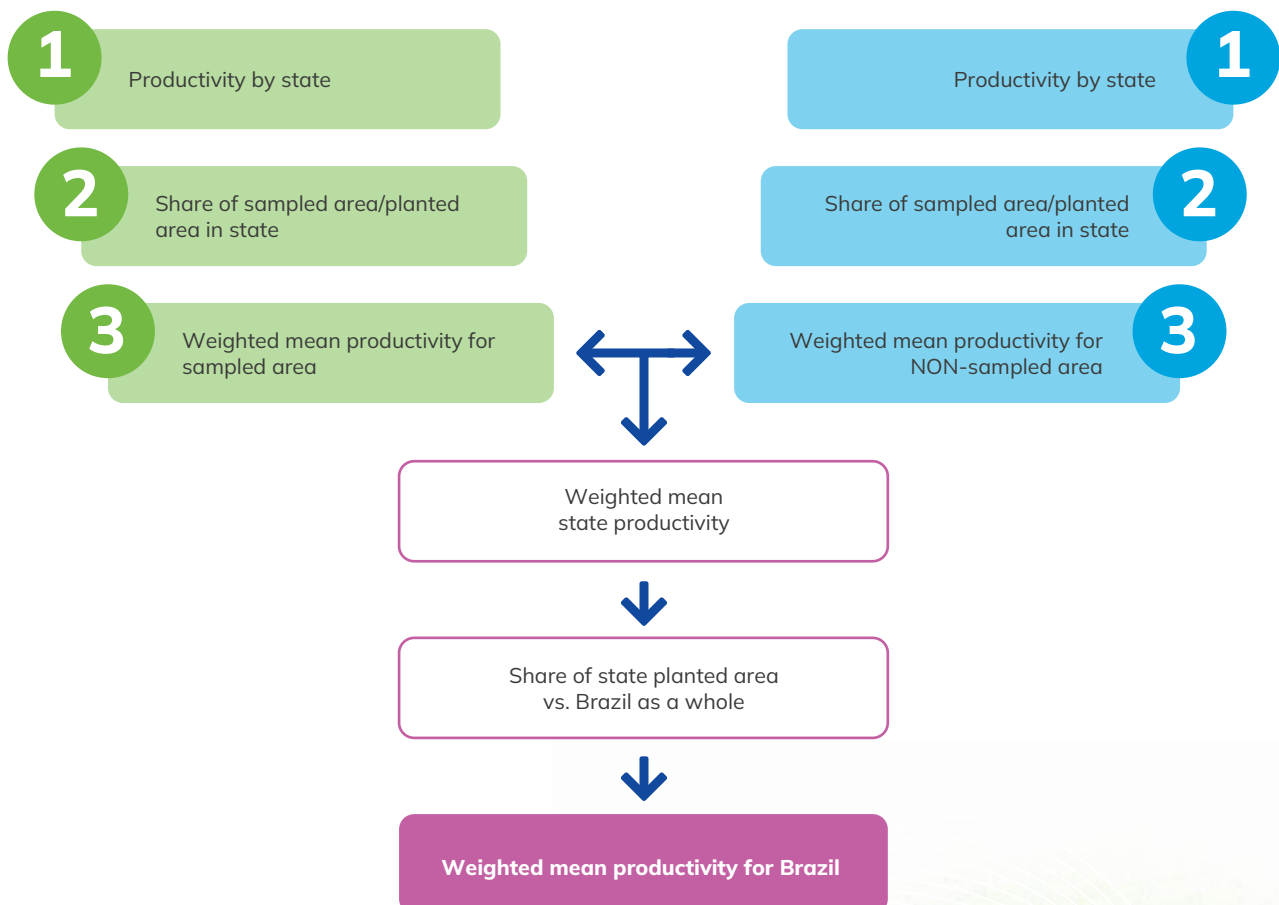 1
Productivity by state
2
Share of sampled area/planted
area in state
3
Weighted mean productivity for
sampled area
Productivity by state
1
Share of sampled area/planted
area in state
2
Weighted mean productivity for
NON-sampled area
3
Weighted mean
state productivity
Share of state planted area
vs. Brazil as a whole
Weighted mean productivity for Brazil